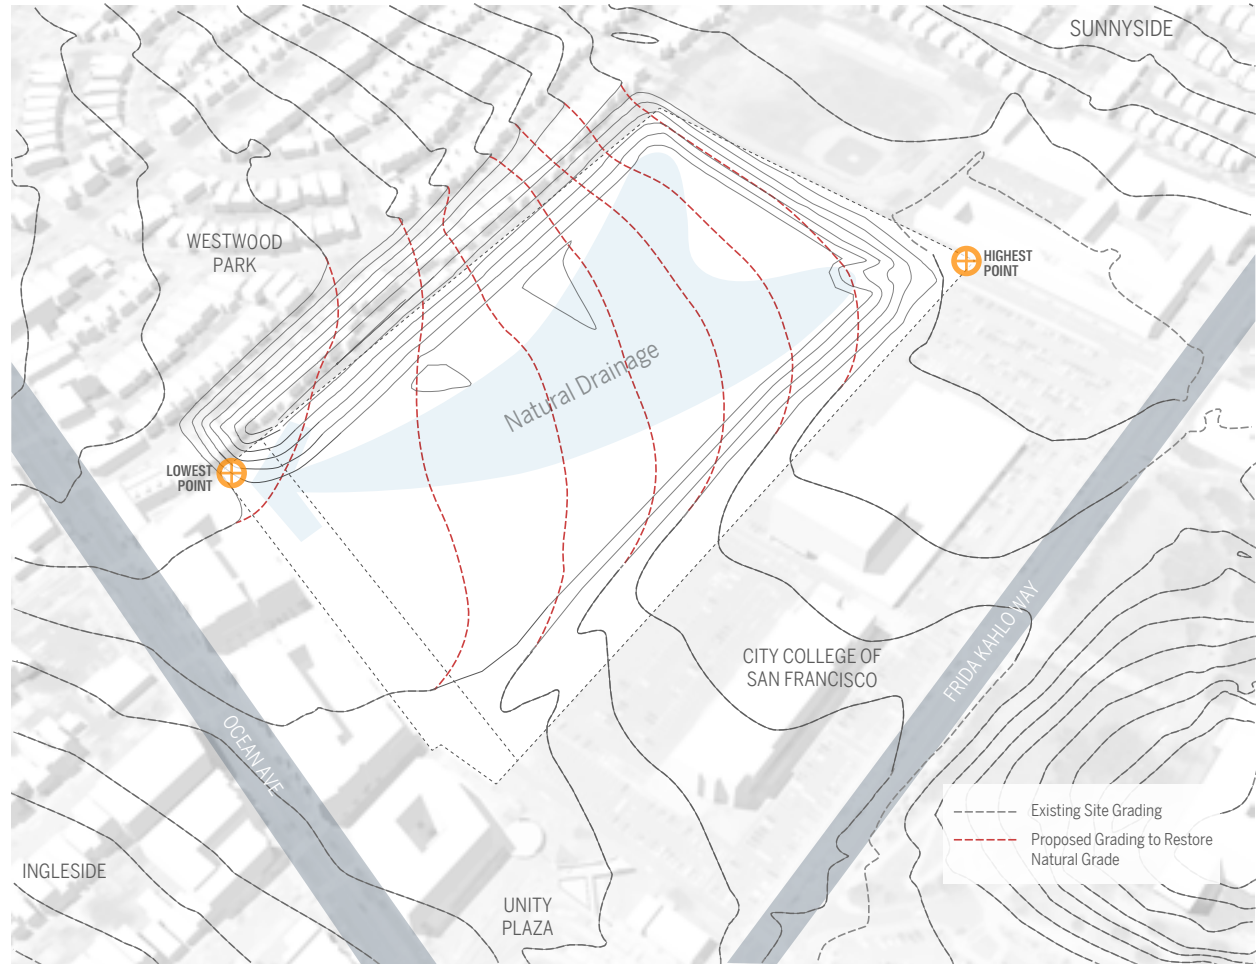 SUNNYSIDE
WESTWOOD
PARK
HIGHEST
POINT
Natural Drainage
LOWEST
POINT
CITY COLLEGE OF
SAN FRANCISCO
FRIDA KAHLO WAY
OCEAN AVE
Existing Site Grading
Proposed Grading to Restore
Natural Grade
INGLESIDE
UNITY
PLAZA